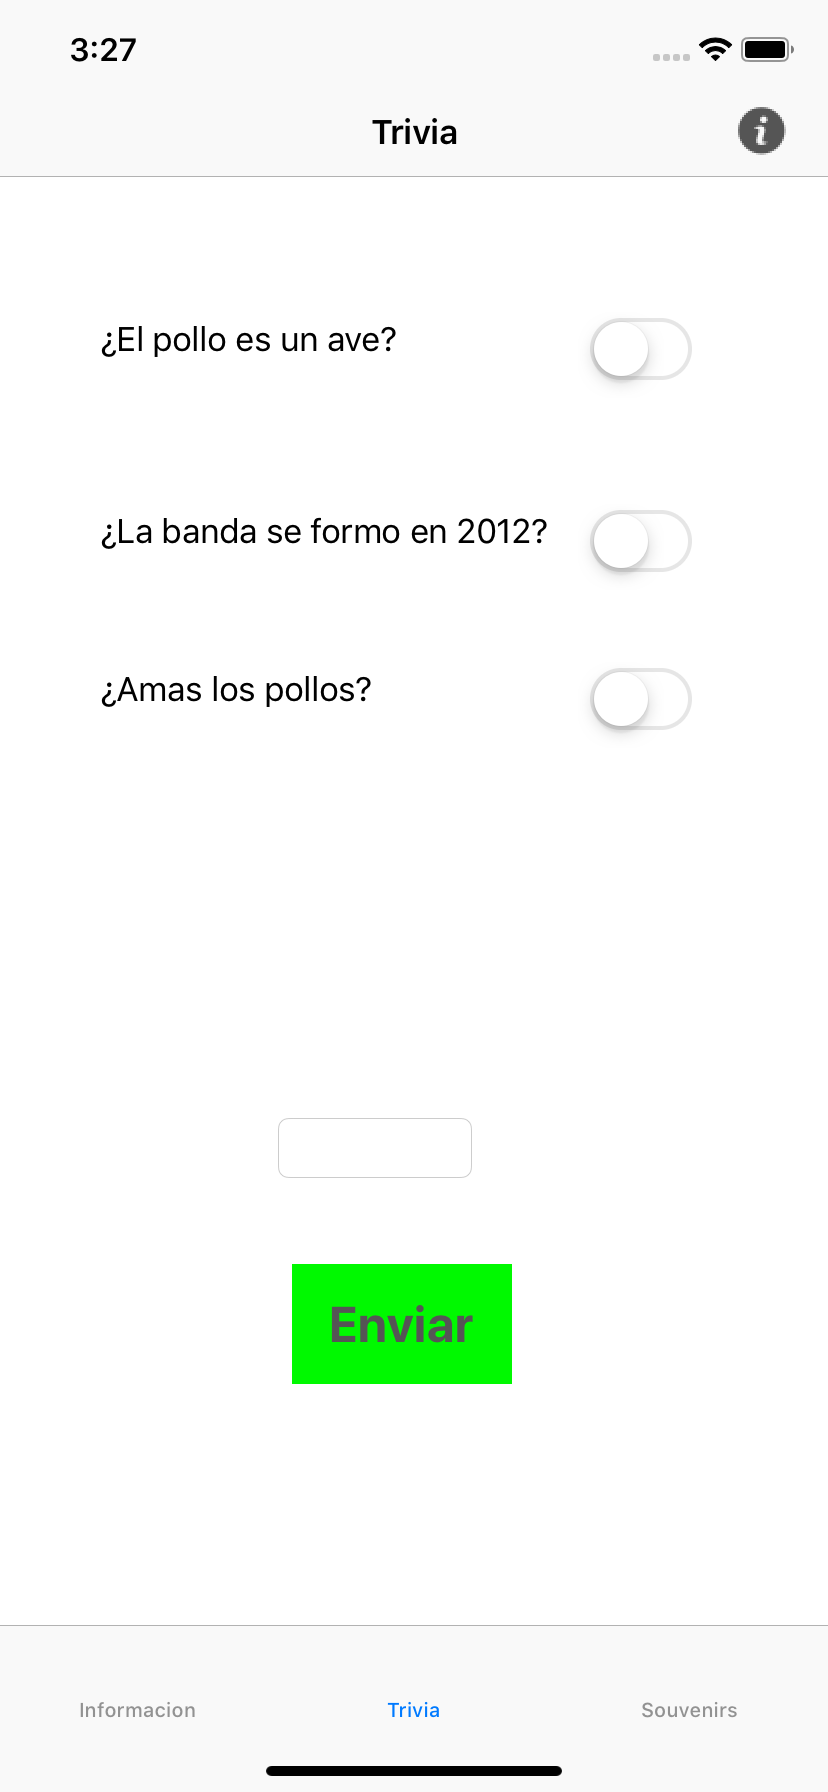 3:27
Trivia
¿El pollo es un ave?
¿La banda se formo en 2012?
¿Amas los pollos?
Enviar
Informacion
Trivia
Souvenirs